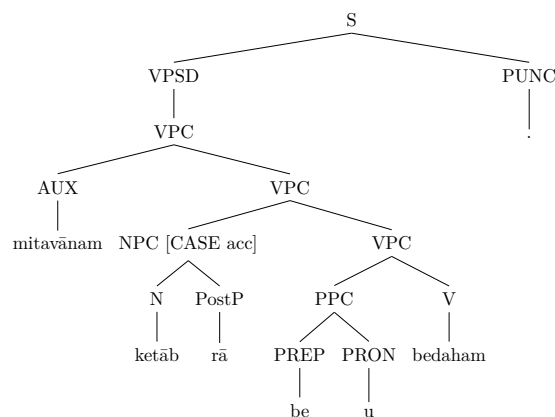 S
VPSD PUNC
VPC .
AUX VPC
mitavānam NPC [CASE acc] VPC
N PostP PPC V
ketāb rā PREP PRON bedaham
be u